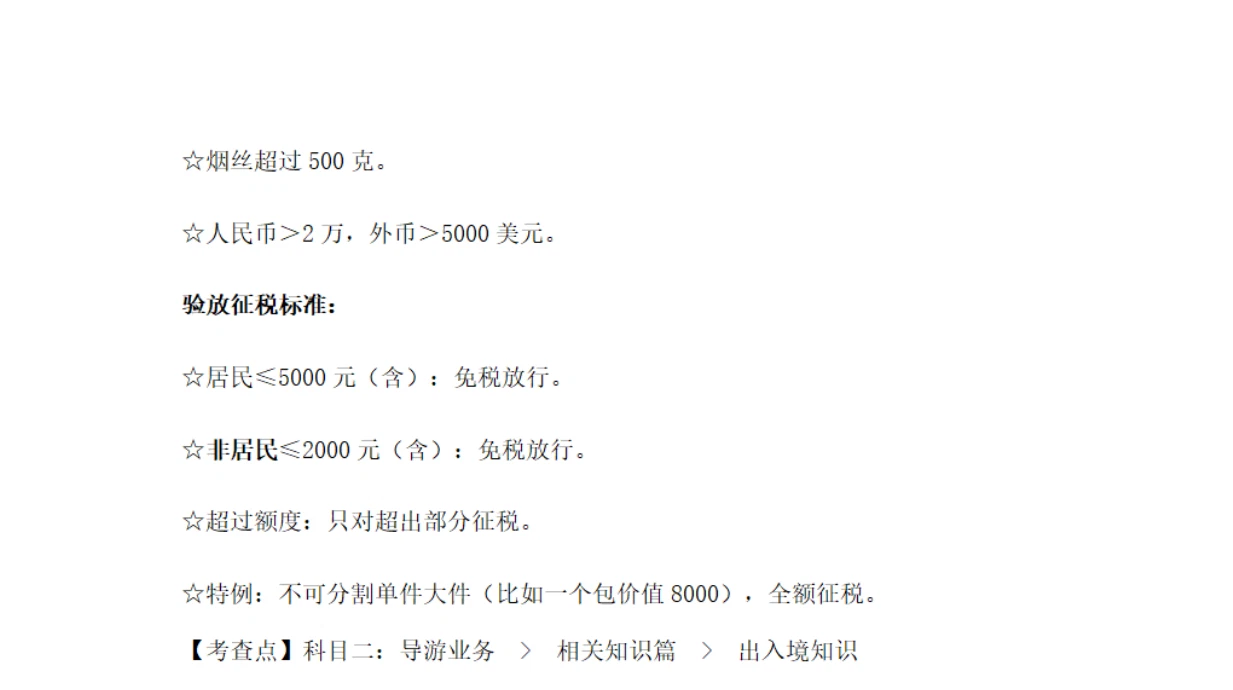 ☆烟丝超过 500 克。
☆人民币＞2 万，外币＞5000 美元。
验放征税标准：
☆居民≤5000 元（含）：免税放行。
☆非居民≤2000 元（含）：免税放行。
☆超过额度：只对超出部分征税。
☆特例：不可分割单件大件（比如一个包价值 8000），全额征税。
【考查点】科目二：导游业务 > 相关知识篇 > 出入境知识